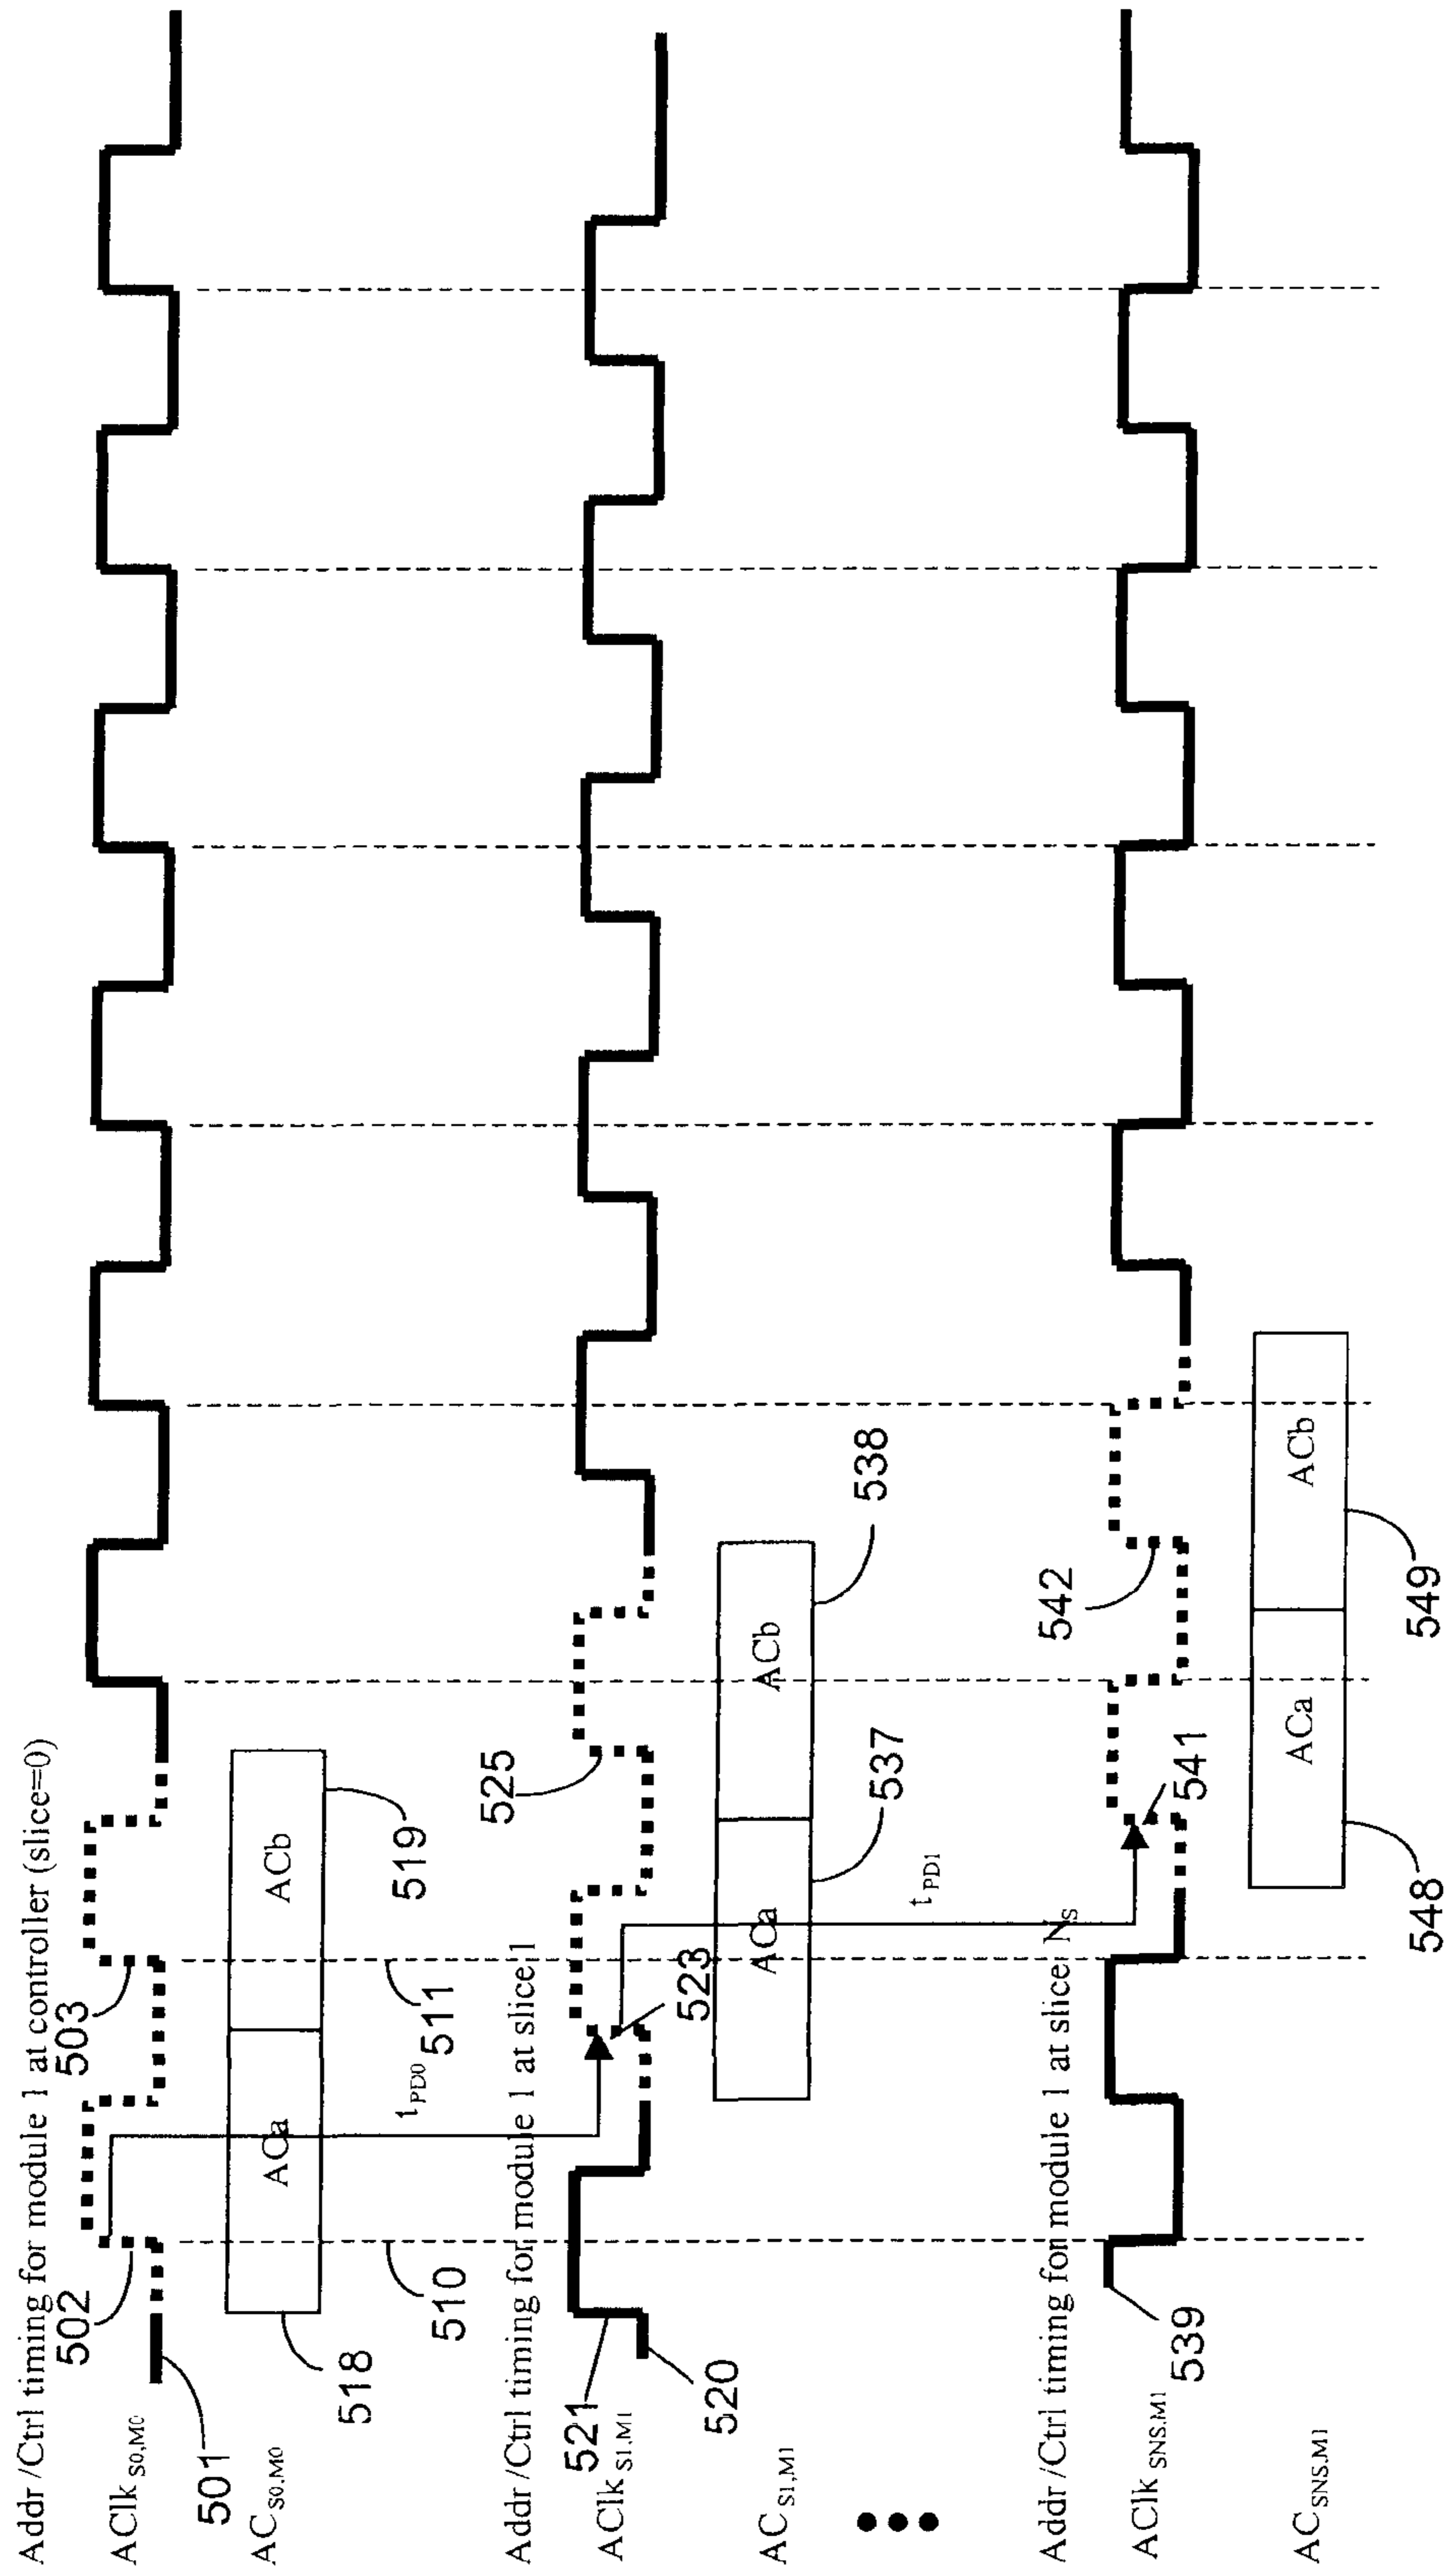 Addr /Ctrl timing for module 1 at controller (slice=0)
502
503
AClk S0,M0
501
AC S0,M0
ACa
ACb
518
519
510
511
tPD0
Addr /Ctrl timing for module 1 at slice 1
521
523
525
AClk S1,M1
520
AC S1,M1
ACa
ACb
537
538
tPD1
Addr /Ctrl timing for module 1 at slice Ns
541
542
AClk SNS,M1
539
AC SNS,M1
ACa
ACb
548
549